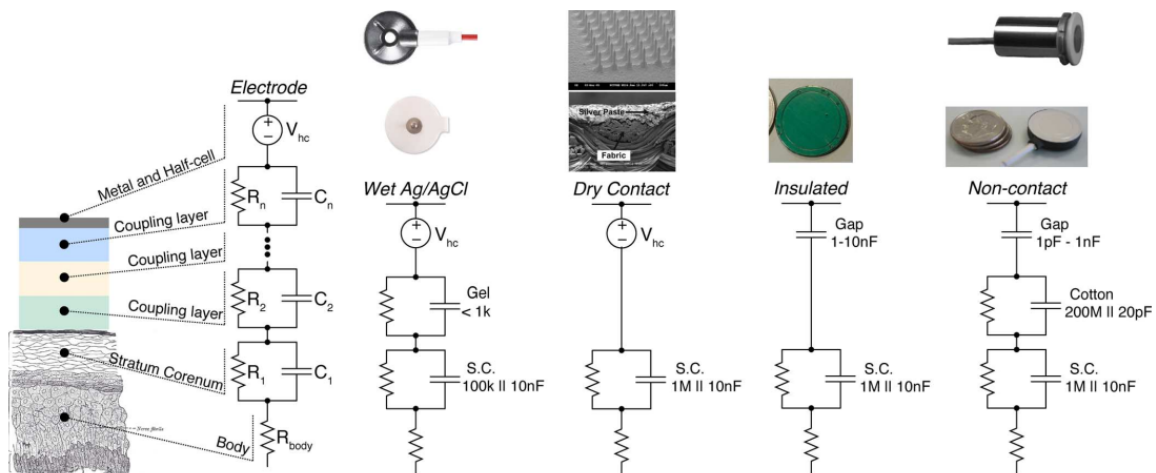 Electrode
V_hc
Metal and Half-cell
R_n
C_n
Coupling layer
Coupling layer
R_2
C_2
Coupling layer
Stratum Corenum
R_1
C_1
Body
R_body
Wet Ag/AgCl
V_hc
Gel
< 1k
S.C.
100k || 10nF
Silver Paste
Fabric
Dry Contact
V_hc
S.C.
1M || 10nF
Insulated
Gap
1-10nF
S.C.
1M || 10nF
Non-contact
Gap
1pF - 1nF
Cotton
200M || 20pF
S.C.
1M || 10nF